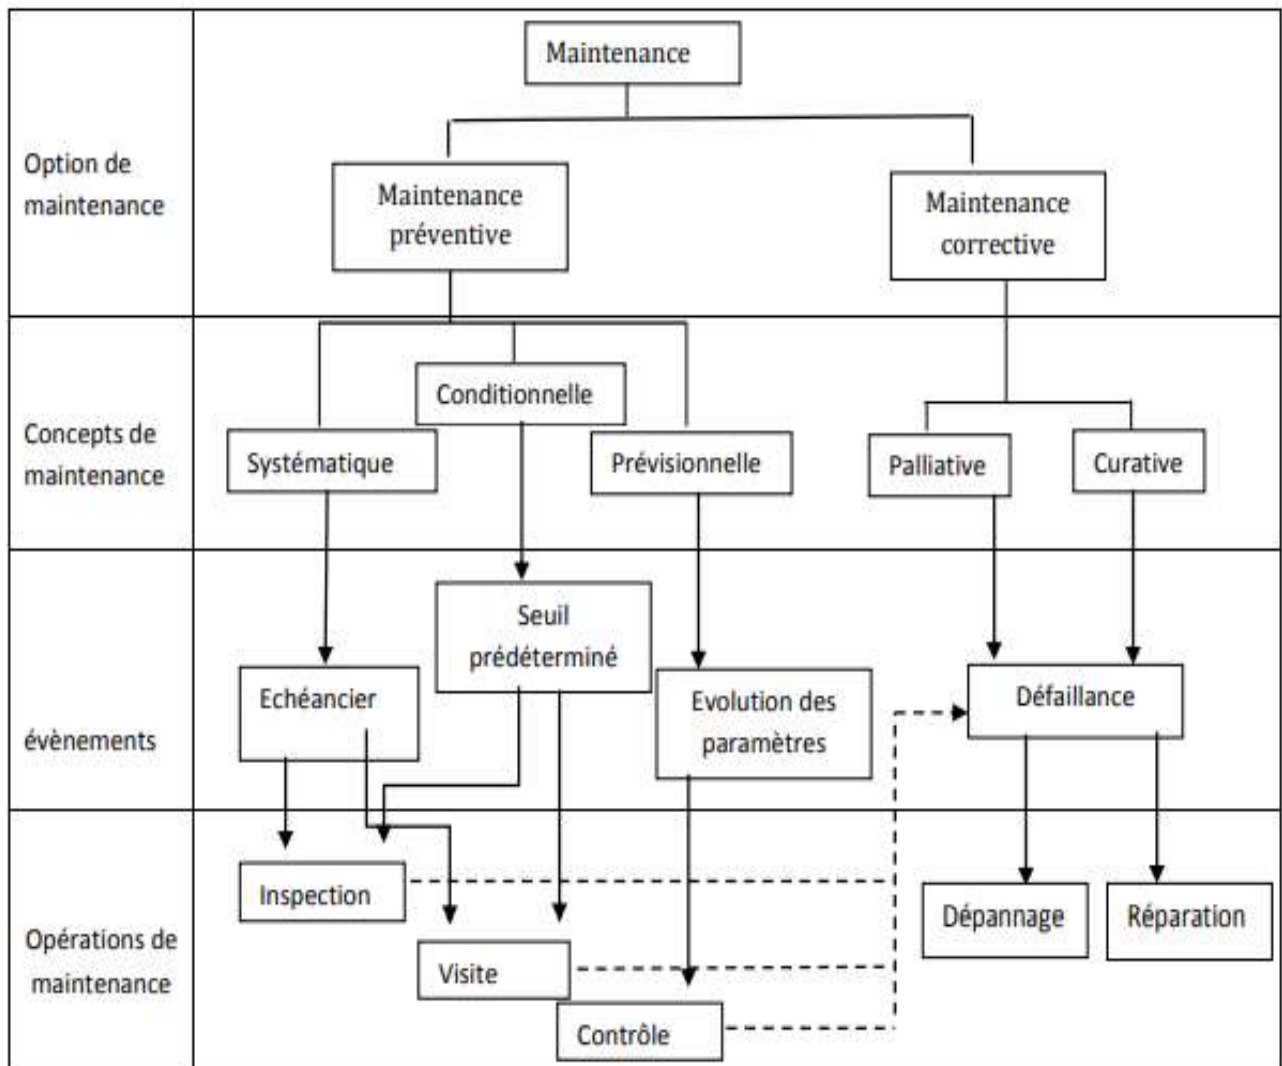 Maintenance
Option de
maintenance
Maintenance
préventive
Maintenance
corrective
Concepts de
maintenance
Conditionnelle
Systématique
Prévisionnelle
Palliative
Curative
évènements
Seuil
prédéterminé
Echéancier
Evolution des
paramètres
Défaillance
Opérations de
maintenance
Inspection
Visite
Contrôle
Dépannage
Réparation